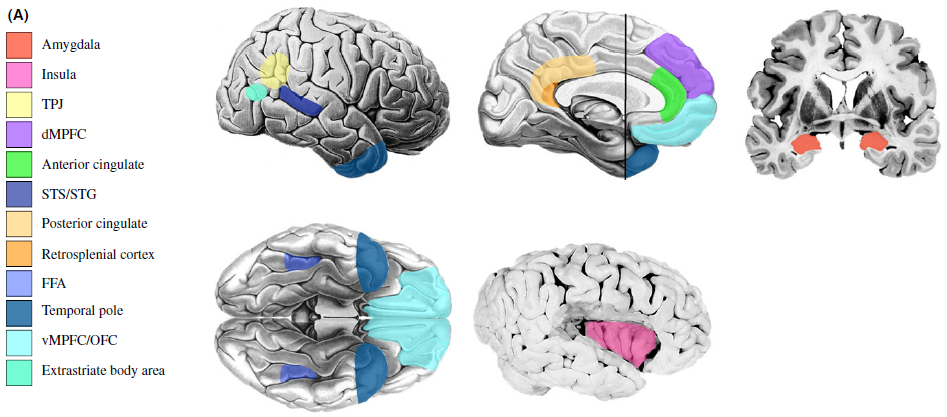 (A)
Amygdala
Insula
TPJ
dMPFC
Anterior cingulate
STS/STG
Posterior cingulate
Retrosplenial cortex
FFA
Temporal pole
vMPFC/OFC
Extrastriate body area